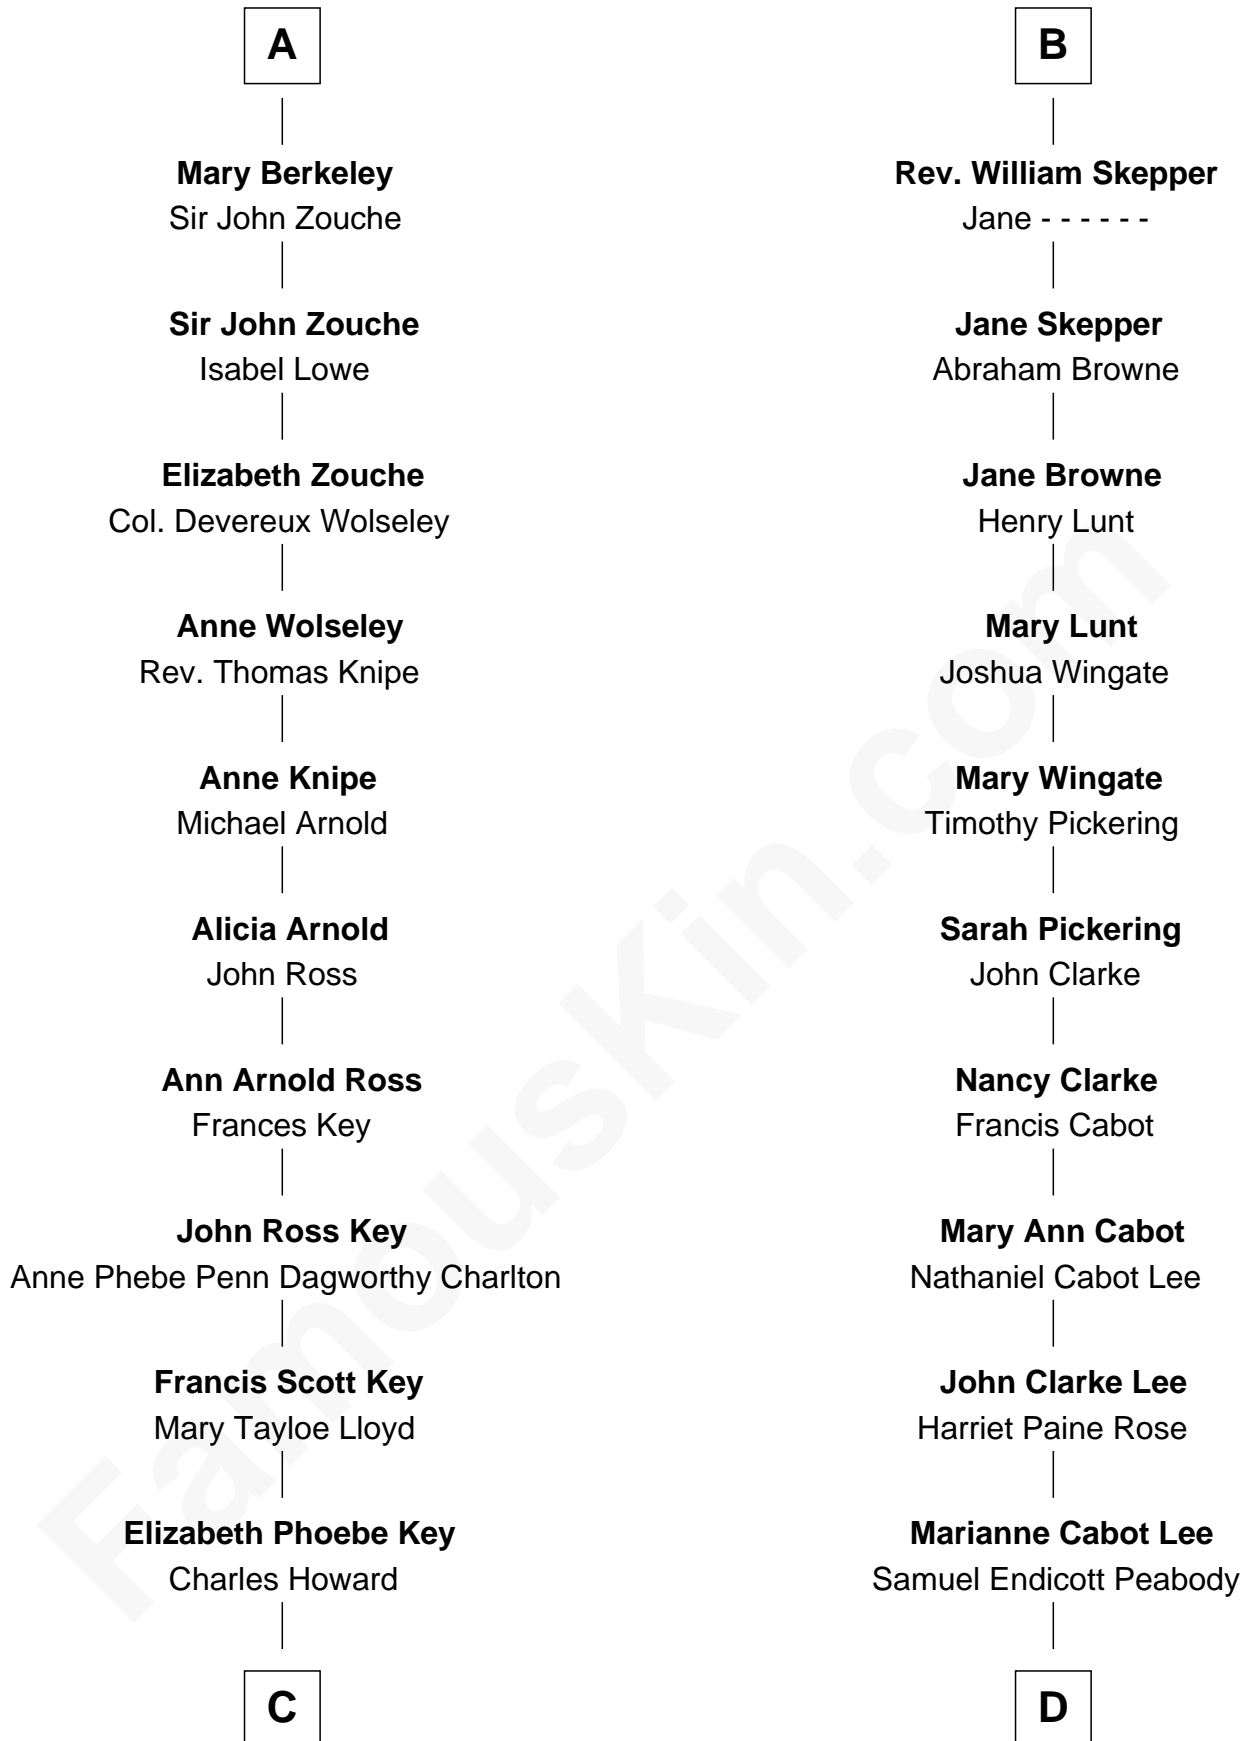 A
Mary Berkeley
Sir John Zouche
Sir John Zouche
Isabel Lowe
Elizabeth Zouche
Col. Devereux Wolseley
Anne Wolseley
Rev. Thomas Knipe
Anne Knipe
Michael Arnold
Alicia Arnold
John Ross
Ann Arnold Ross
Frances Key
John Ross Key
Anne Phebe Penn Dagworthy Charlton
Francis Scott Key
Mary Tayloe Lloyd
Elizabeth Phoebe Key
Charles Howard
C
B
Rev. William Skepper
Jane - - - - - -
Jane Skepper
Abraham Browne
Jane Browne
Henry Lunt
Mary Lunt
Joshua Wingate
Mary Wingate
Timothy Pickering
Sarah Pickering
John Clarke
Nancy Clarke
Francis Cabot
Mary Ann Cabot
Nathaniel Cabot Lee
John Clarke Lee
Harriet Paine Rose
Marianne Cabot Lee
Samuel Endicott Peabody
D
FamousKin.com